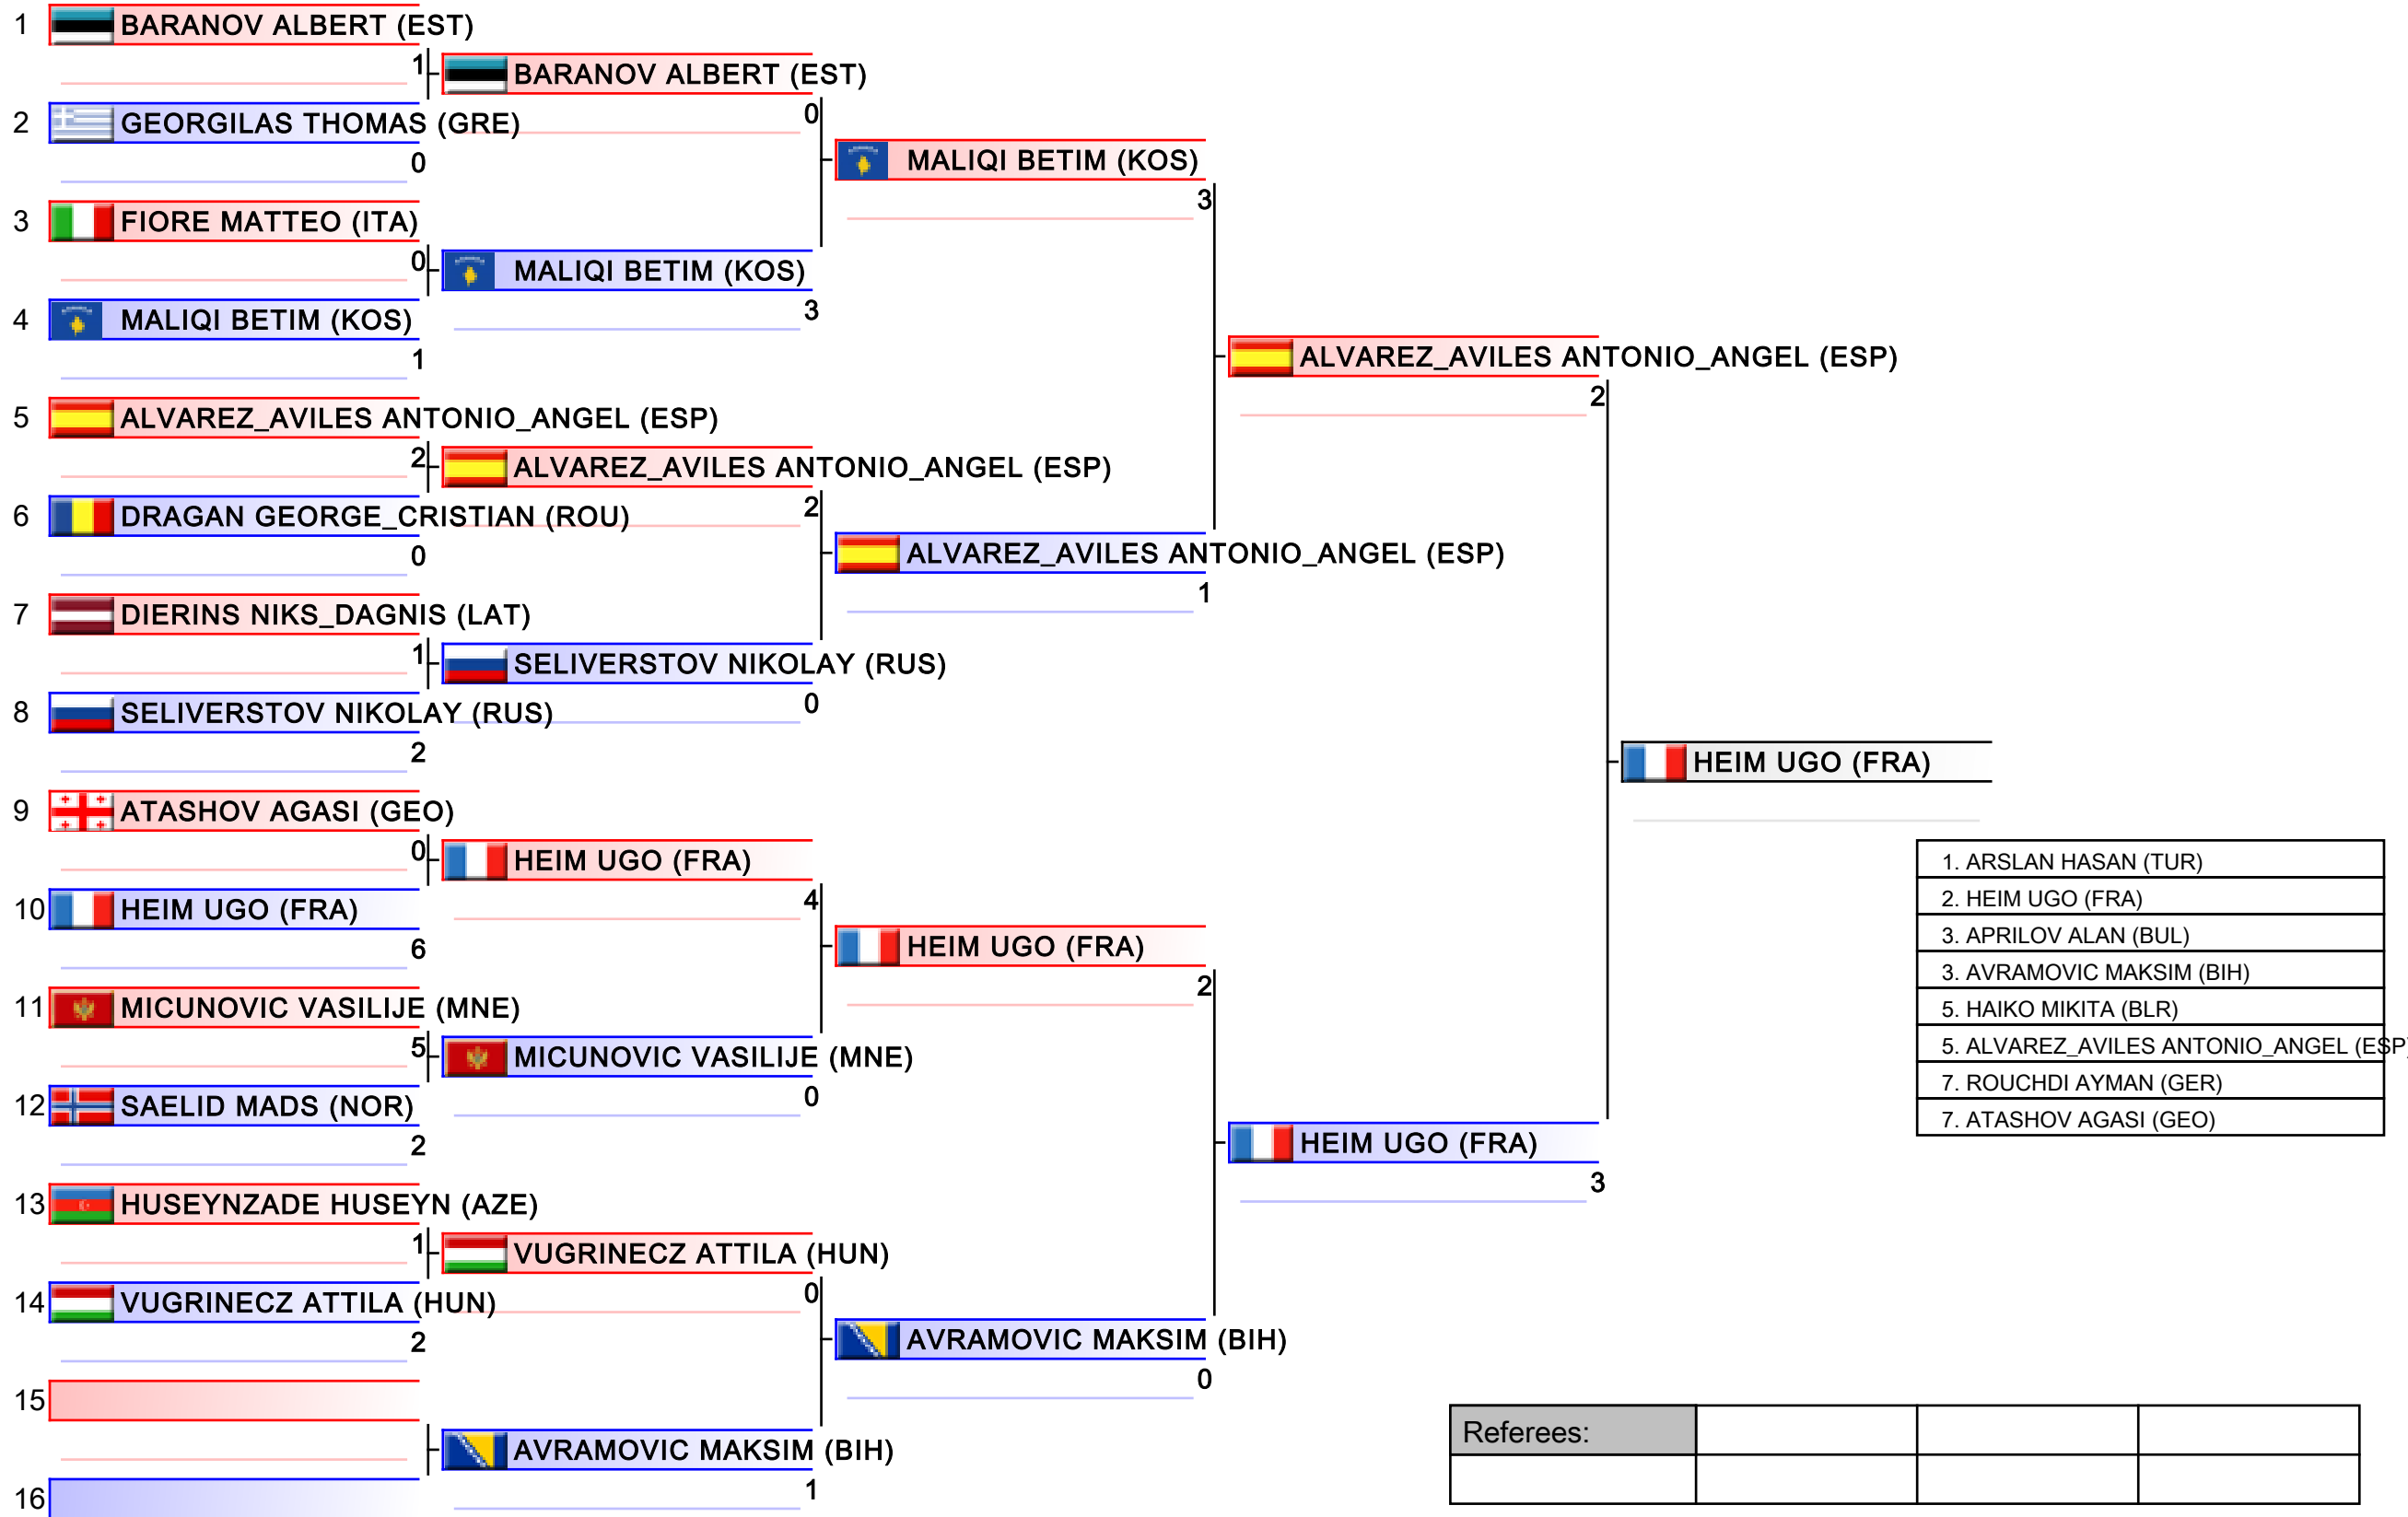 1 BARANOV ALBERT (EST)
1
2 GEORGILAS THOMAS (GRE)
0
3 FIORE MATTEO (ITA)
0
4 MALIQI BETIM (KOS)
1
5 ALVAREZ_AVILES ANTONIO_ANGEL (ESP)
2
6 DRAGAN GEORGE_CRISTIAN (ROU)
0
7 DIERINS NIKS_DAGNIS (LAT)
1
8 SELIVERSTOV NIKOLAY (RUS)
2
9 ATASHOV AGASI (GEO)
0
10 HEIM UGO (FRA)
6
11 MICUNOVIC VASILIJE (MNE)
5
12 SAELID MADS (NOR)
2
13 HUSEYNZADE HUSEYN (AZE)
1
14 VUGRINECZ ATTILA (HUN)
2
15
16
BARANOV ALBERT (EST)
0
MALIQI BETIM (KOS)
3
ALVAREZ_AVILES ANTONIO_ANGEL (ESP)
2
SELIVERSTOV NIKOLAY (RUS)
0
HEIM UGO (FRA)
4
MICUNOVIC VASILIJE (MNE)
0
VUGRINECZ ATTILA (HUN)
0
AVRAMOVIC MAKSIM (BIH)
1
MALIQI BETIM (KOS)
3
ALVAREZ_AVILES ANTONIO_ANGEL (ESP)
1
HEIM UGO (FRA)
2
AVRAMOVIC MAKSIM (BIH)
0
ALVAREZ_AVILES ANTONIO_ANGEL (ESP)
2
HEIM UGO (FRA)
3
HEIM UGO (FRA)
1. ARSLAN HASAN (TUR)
2. HEIM UGO (FRA)
3. APRILOV ALAN (BUL)
3. AVRAMOVIC MAKSIM (BIH)
5. HAIKO MIKITA (BLR)
5. ALVAREZ_AVILES ANTONIO_ANGEL (ESP)
7. ROUCHDI AYMAN (GER)
7. ATASHOV AGASI (GEO)
Referees: